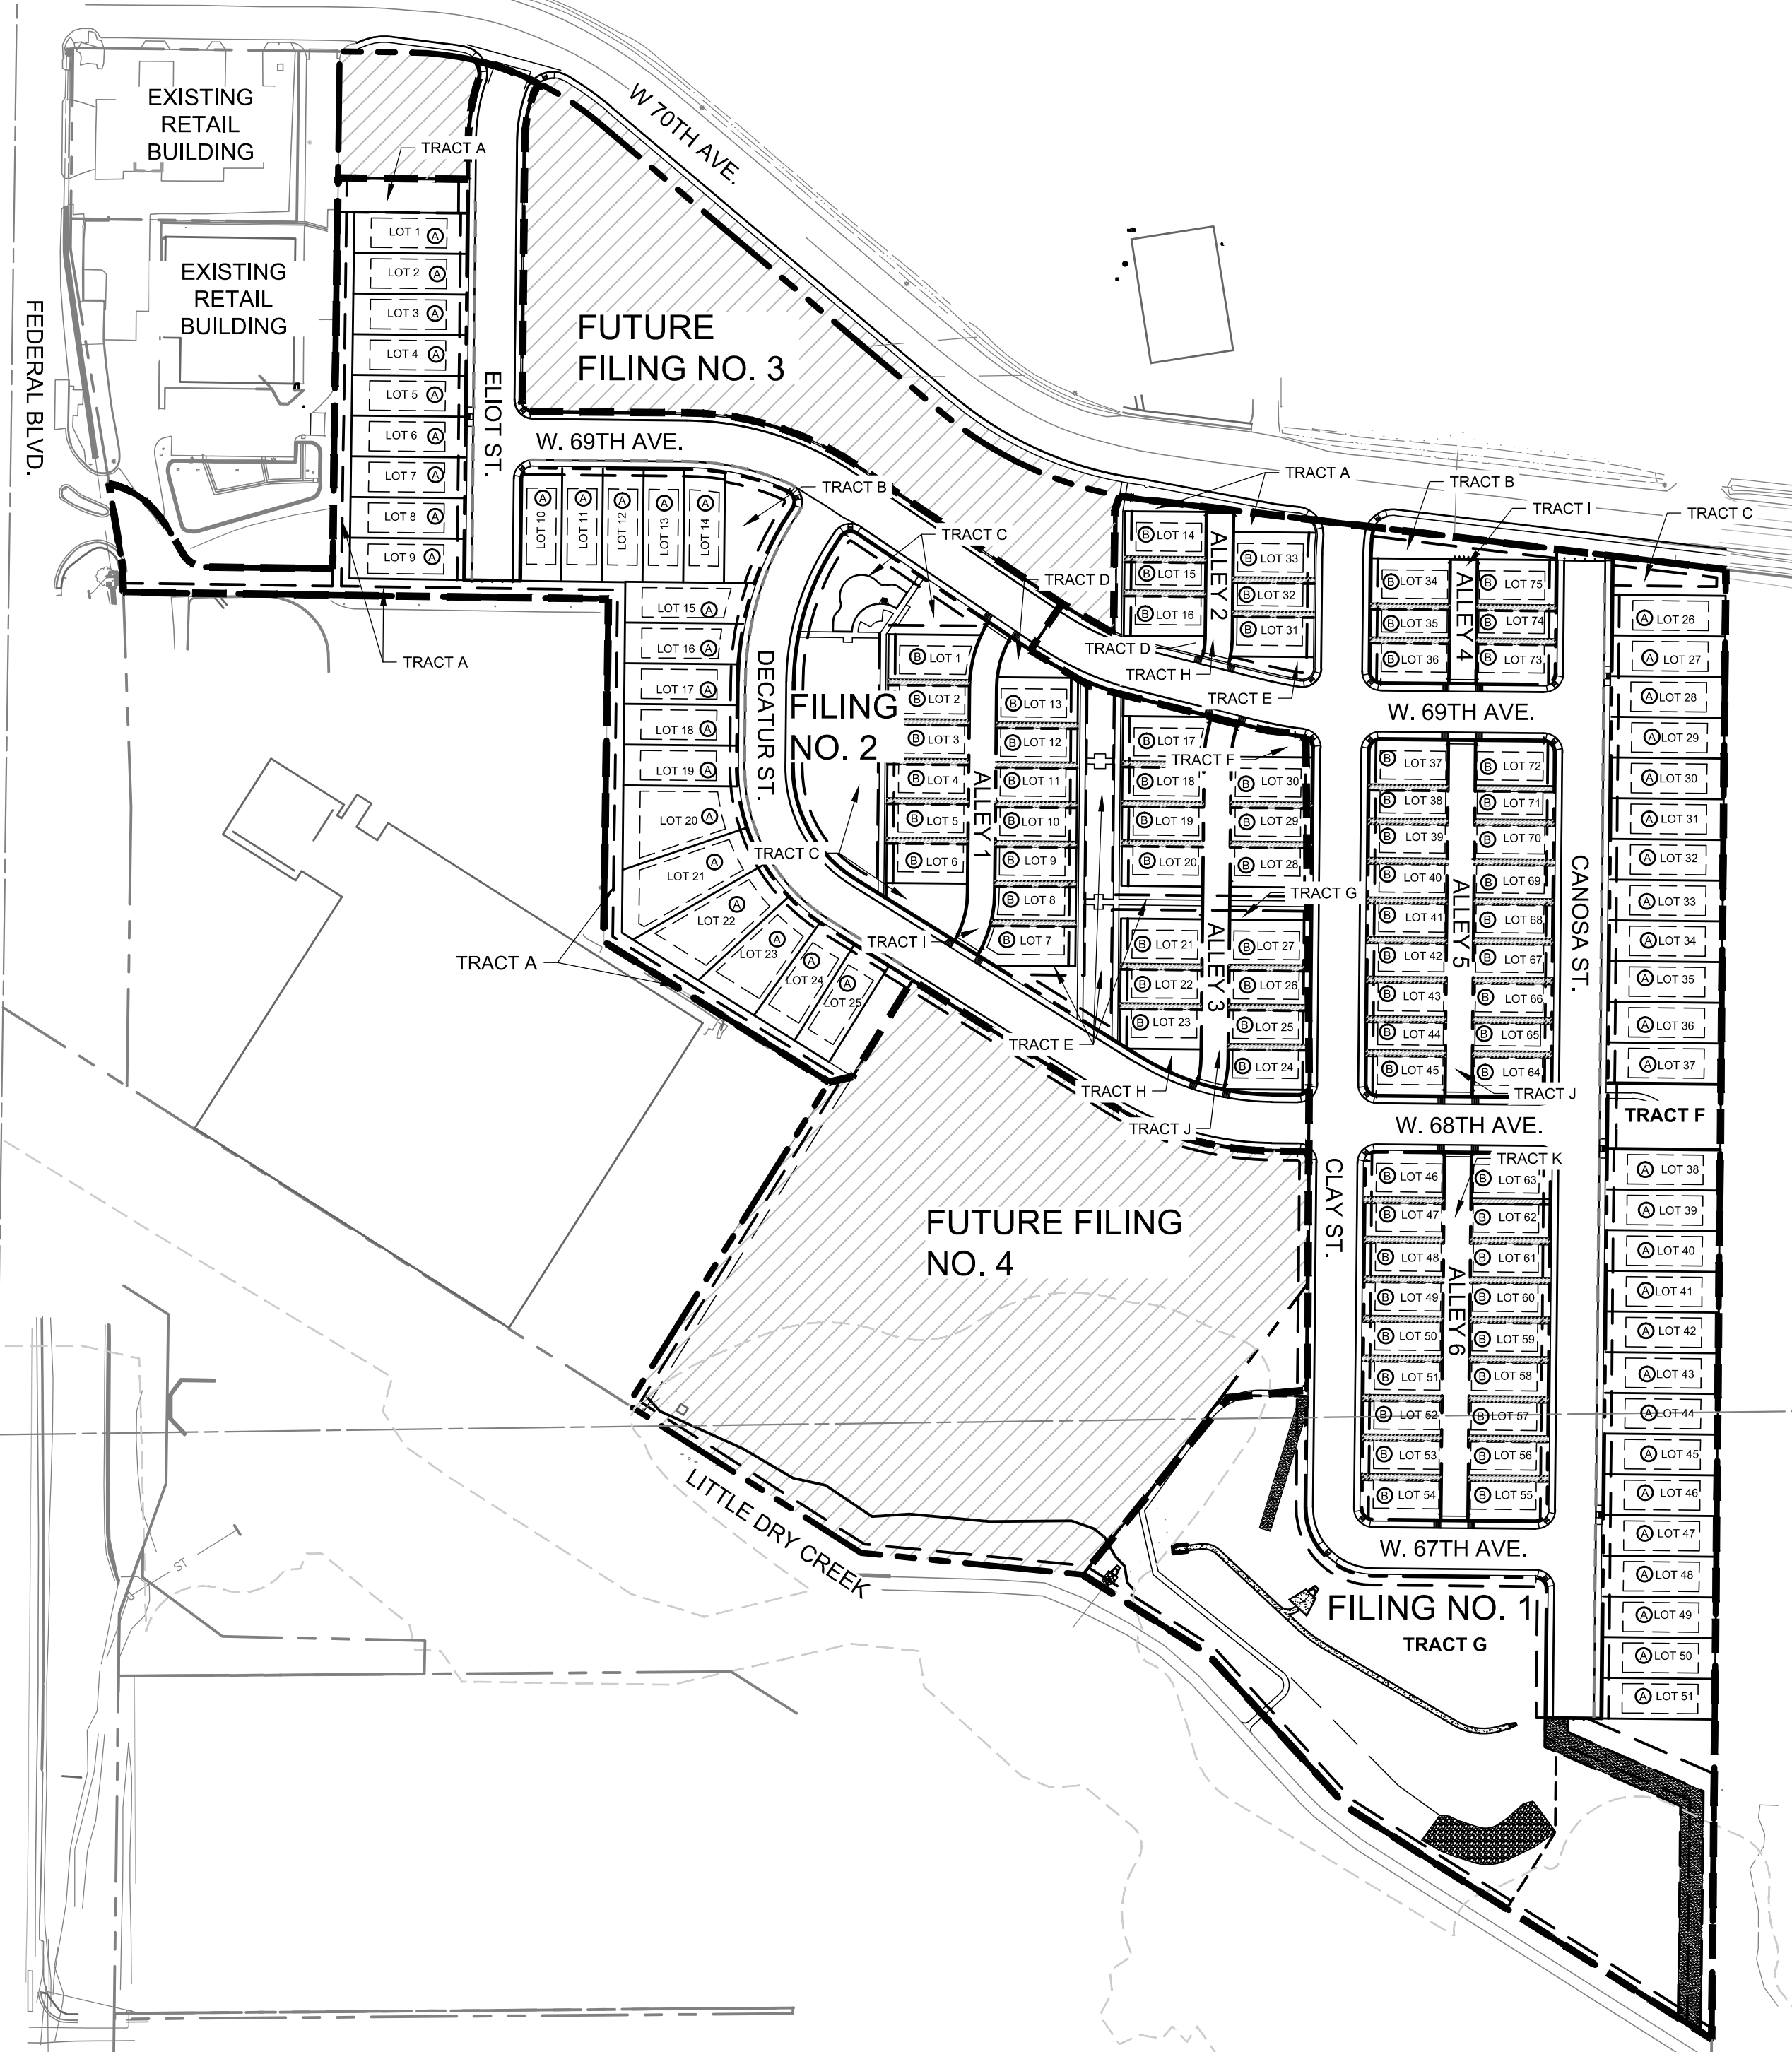 EXISTING
RETAIL
BUILDING
EXISTING
RETAIL
BUILDING
FEDERAL BLVD.
W 70TH AVE.
TRACT A
LOT 1 A
LOT 2 A
LOT 3 A
LOT 4 A
LOT 5 A
LOT 6 A
LOT 7 A
LOT 8 A
LOT 9 A
ELIOT ST.
FUTURE
FILING NO. 3
W. 69TH AVE.
LOT 10 A
LOT 11 A
LOT 12 A
LOT 13 A
LOT 14 A
TRACT B
TRACT C
TRACT D
TRACT A
LOT 15 A
LOT 16 A
LOT 17 A
LOT 18 A
LOT 19 A
LOT 20 A
LOT 21 A
LOT 22 A
LOT 23 A
LOT 24 A
LOT 25 A
TRACT A
DECATUR ST.
FILING
NO. 2
TRACT C
B LOT 1
B LOT 2
B LOT 3
B LOT 4
B LOT 5
B LOT 6
ALLEY 1
B LOT 13
B LOT 12
B LOT 11
B LOT 10
B LOT 9
B LOT 8
B LOT 7
TRACT I
TRACT E
TRACT A
B LOT 14
B LOT 15
B LOT 16
ALLEY 2
B LOT 33
B LOT 32
B LOT 31
TRACT D
TRACT H
TRACT E
B LOT 17
TRACT F
B LOT 18
B LOT 19
B LOT 20
B LOT 30
B LOT 29
B LOT 28
TRACT G
B LOT 21
B LOT 22
B LOT 23
ALLEY 3
B LOT 27
B LOT 26
B LOT 25
B LOT 24
TRACT H
TRACT J
TRACT B
TRACT I
TRACT C
B LOT 34
B LOT 35
B LOT 36
ALLEY 4
B LOT 75
B LOT 74
B LOT 73
W. 69TH AVE.
B LOT 37
B LOT 38
B LOT 39
B LOT 40
B LOT 41
B LOT 42
B LOT 43
B LOT 44
B LOT 45
ALLEY 5
B LOT 72
B LOT 71
B LOT 70
B LOT 69
B LOT 68
B LOT 67
B LOT 66
B LOT 65
B LOT 64
TRACT J
W. 68TH AVE.
CANOSA ST.
A LOT 26
A LOT 27
A LOT 28
A LOT 29
A LOT 30
A LOT 31
A LOT 32
A LOT 33
A LOT 34
A LOT 35
A LOT 36
A LOT 37
TRACT F
CLAY ST.
TRACT K
B LOT 46
B LOT 47
B LOT 48
B LOT 49
B LOT 50
B LOT 51
B LOT 52
B LOT 53
B LOT 54
ALLEY 6
B LOT 63
B LOT 62
B LOT 61
B LOT 60
B LOT 59
B LOT 58
B LOT 57
B LOT 56
B LOT 55
A LOT 38
A LOT 39
A LOT 40
A LOT 41
A LOT 42
A LOT 43
A LOT 44
A LOT 45
A LOT 46
A LOT 47
A LOT 48
A LOT 49
A LOT 50
A LOT 51
FUTURE FILING
NO. 4
LITTLE DRY CREEK
W. 67TH AVE.
FILING NO. 1
TRACT G
ST